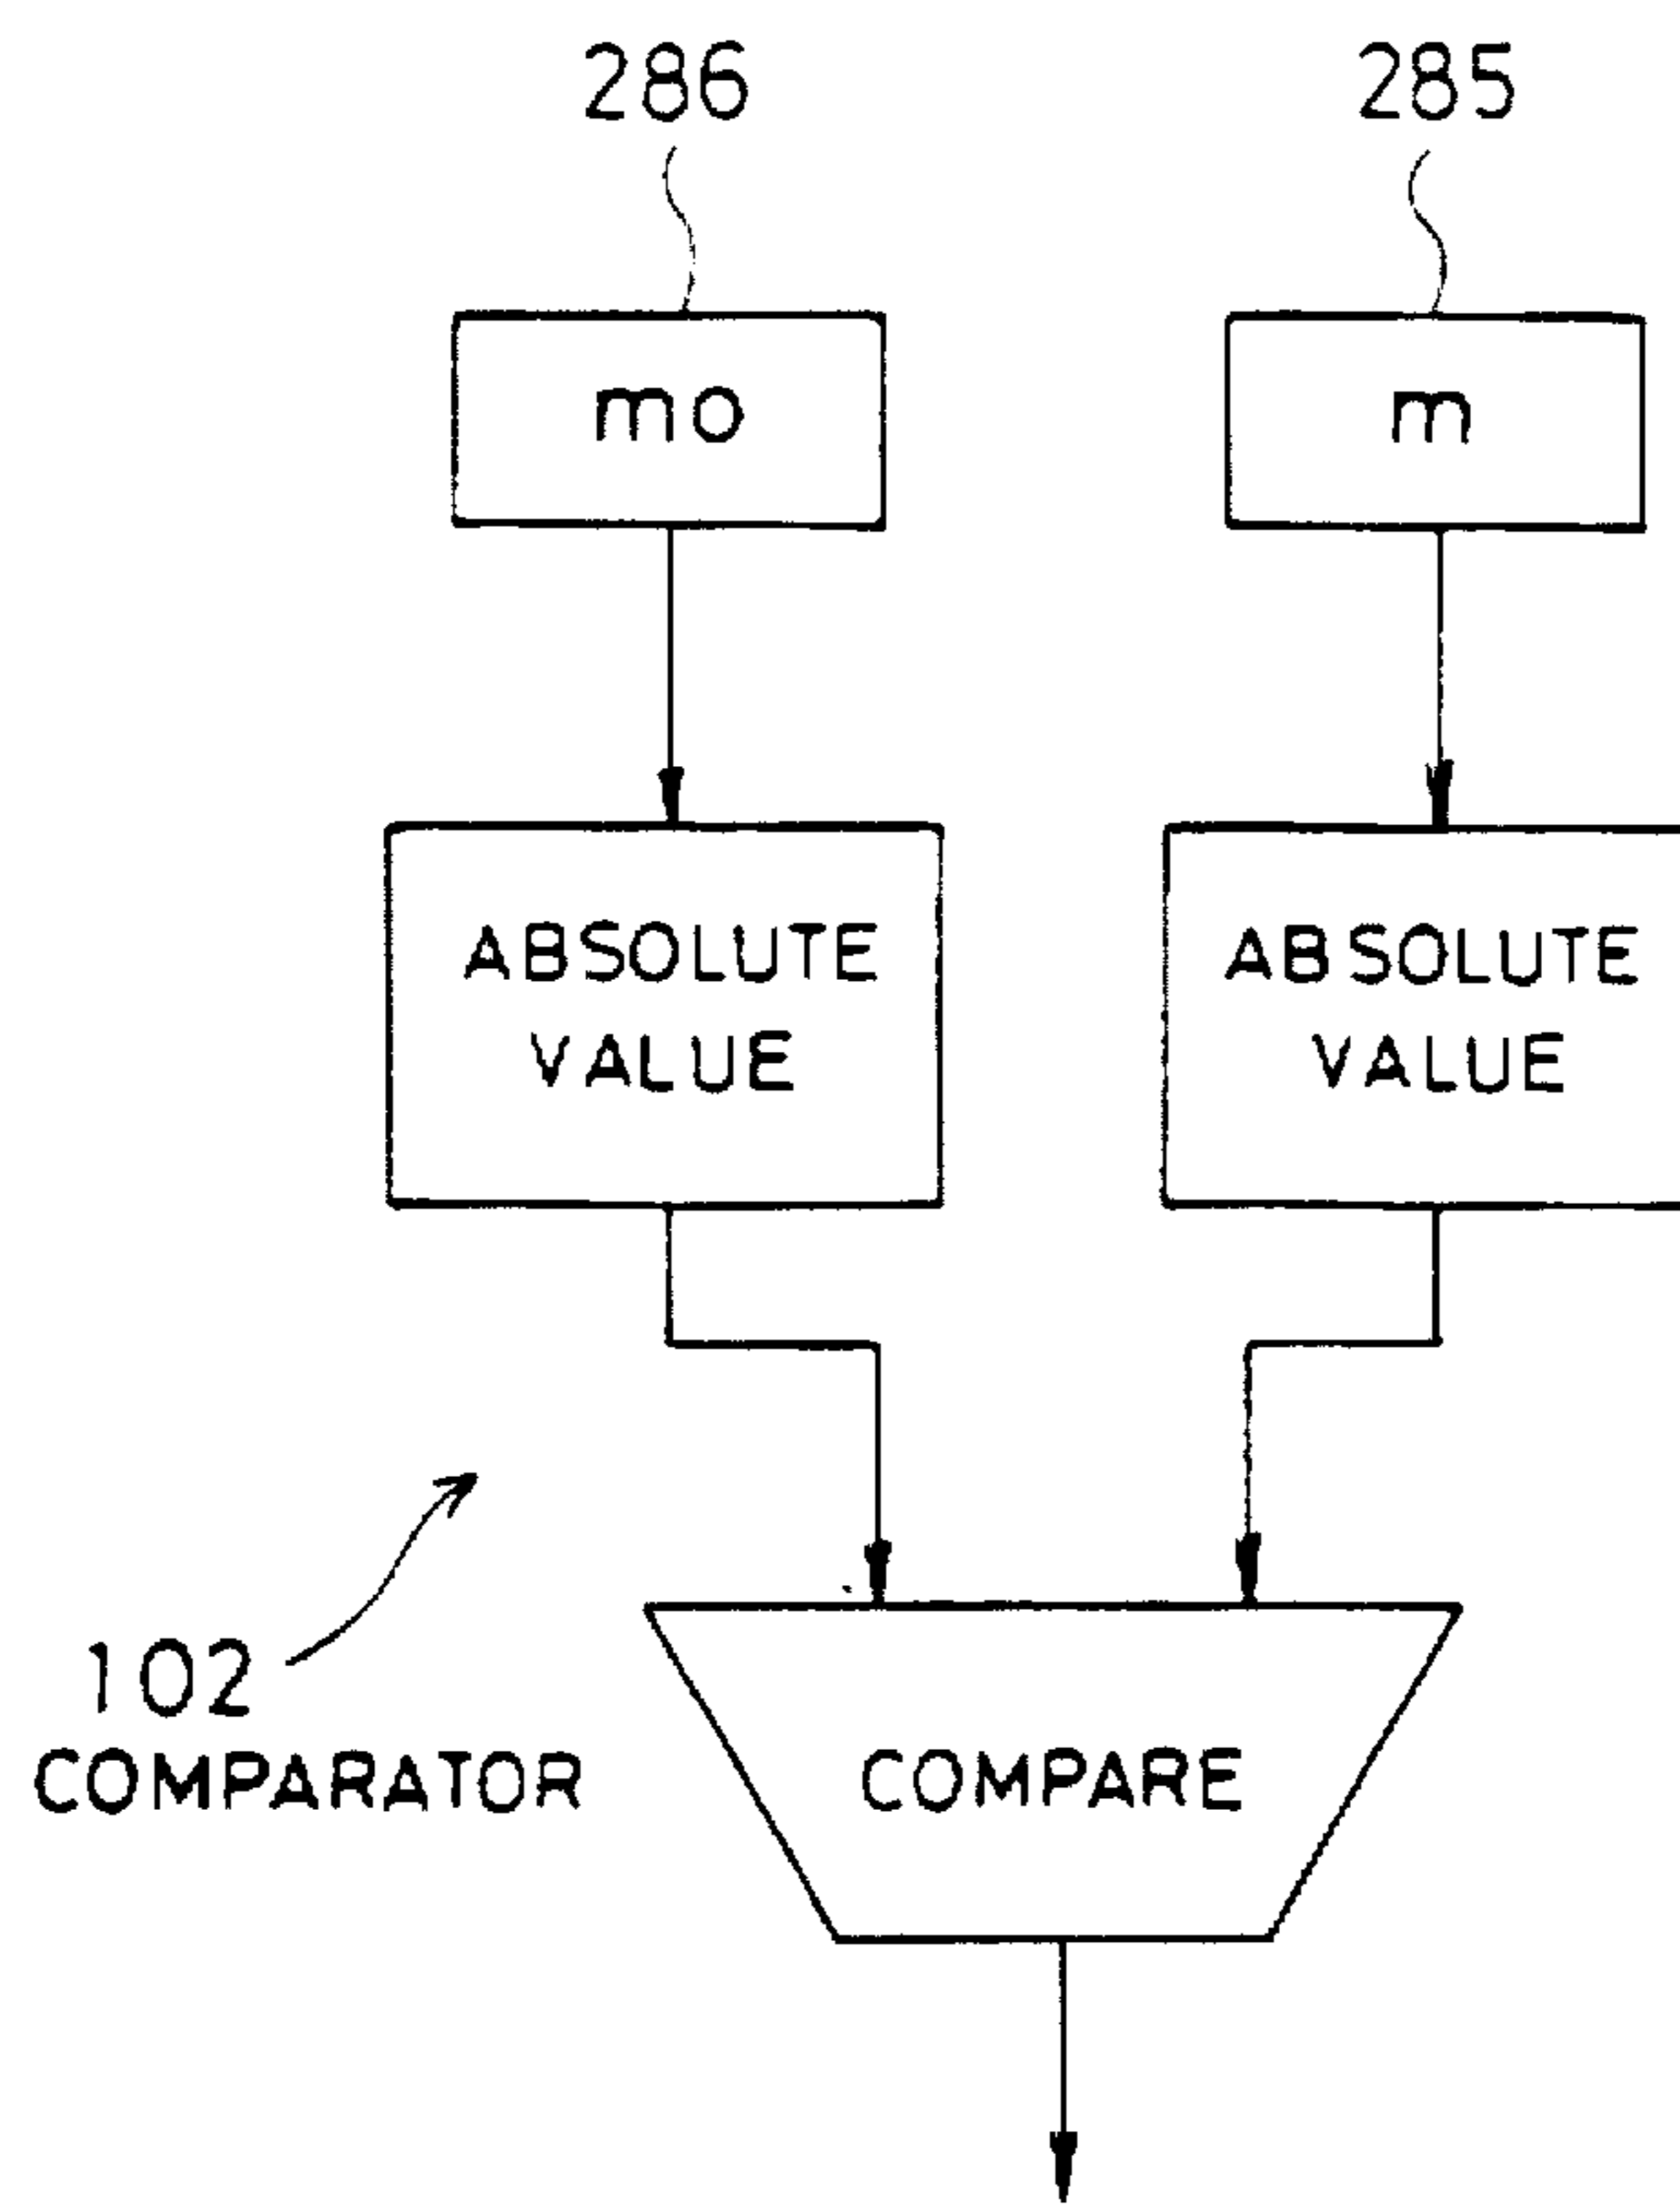 286
285
mo
m
ABSOLUTE
VALUE
ABSOLUTE
VALUE
102
COMPARATOR
COMPARE